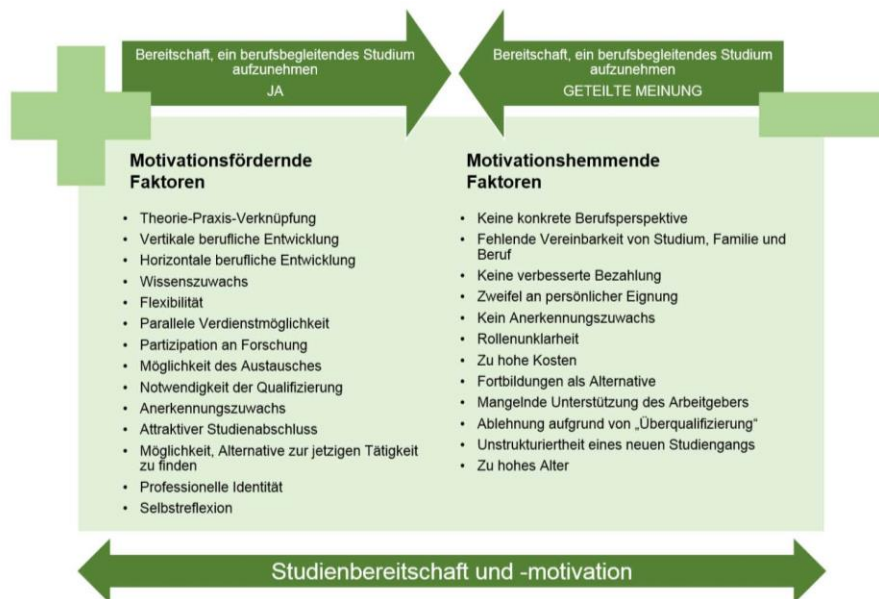 Bereitschaft, ein berufsbegleitendes Studium
aufzunehmen
JA
Bereitschaft, ein berufsbegleitendes Studium
aufzunehmen
GETEILTE MEINUNG
Motivationsfördernde
Faktoren
• Theorie-Praxis-Verknüpfung
• Vertikale berufliche Entwicklung
• Horizontale berufliche Entwicklung
• Wissenszuwachs
• Flexibilität
• Parallele Verdienstmöglichkeit
• Partizipation an Forschung
• Möglichkeit des Austausches
• Notwendigkeit der Qualifizierung
• Anerkennungszuwachs
• Attraktiver Studienabschluss
• Möglichkeit, Alternative zur jetzigen Tätigkeit
zu finden
• Professionelle Identität
• Selbstreflexion
Motivationshemmende
Faktoren
• Keine konkrete Berufsperspektive
• Fehlende Vereinbarkeit von Studium, Familie und
Beruf
• Keine verbesserte Bezahlung
• Zweifel an persönlicher Eignung
• Kein Anerkennungszuwachs
• Rollenunklarheit
• Zu hohe Kosten
• Fortbildungen als Alternative
• Mangelnde Unterstützung des Arbeitgebers
• Ablehnung aufgrund von „Überqualifizierung“
• Unstrukturiertheit eines neuen Studiengangs
• Zu hohes Alter
Studienbereitschaft und -motivation